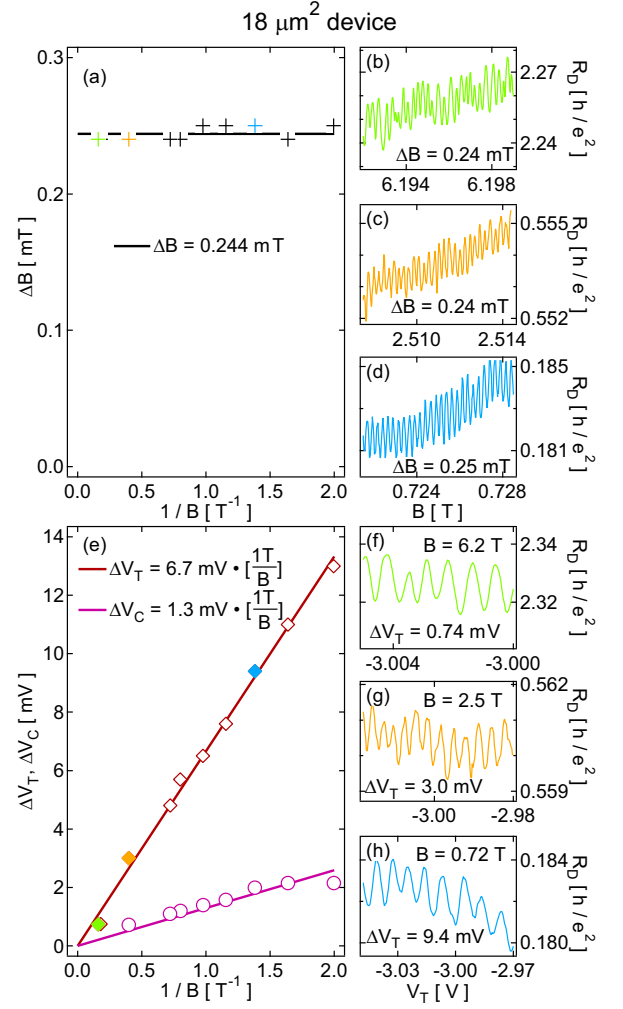 18 μm² device
(a)
0.3
0.2
0.1
0.0
ΔB [ mT ]
ΔB = 0.244 mT
0.0 0.5 1.0 1.5 2.0
1 / B [ T⁻¹ ]
(b)
2.27
2.24
R_D [ h / e² ]
ΔB = 0.24 mT
6.194 6.198
(c)
0.555
0.552
R_D [ h / e² ]
ΔB = 0.24 mT
2.510 2.514
(d)
0.185
0.181
R_D [ h / e² ]
ΔB = 0.25 mT
0.724 0.728
B [ T ]
(e)
14
12
10
8
6
4
2
0
ΔV_T, ΔV_C [ mV ]
ΔV_T = 6.7 mV • [1T/B]
ΔV_C = 1.3 mV • [1T/B]
0.0 0.5 1.0 1.5 2.0
1 / B [ T⁻¹ ]
(f)
B = 6.2 T
2.34
2.32
R_D [ h / e² ]
ΔV_T = 0.74 mV
-3.004 -3.000
(g)
B = 2.5 T
0.562
0.559
R_D [ h / e² ]
ΔV_T = 3.0 mV
-3.00 -2.98
(h)
B = 0.72 T
0.184
0.180
R_D [ h / e² ]
ΔV_T = 9.4 mV
-3.03 -3.00 -2.97
V_T [ V ]